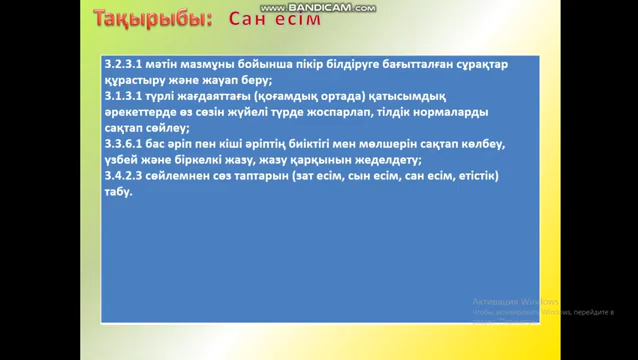 www.BANDICAM.com
Тақырыбы: Сан есім
3.2.3.1 мәтін мазмұны бойынша пікір білдіруге бағытталған сұрақтар
құрастыру және жауап беру;
3.1.3.1 түрлі жағдаяттағы (қоғамдық ортада) қатысымдық
әрекеттерде өз сөзін жүйелі түрде жоспарлап, тілдік нормаларды
сақтап сөйлеу;
3.3.6.1 бас әріп пен кіші әріптің биіктігі мен мөлшерін сақтап көлбеу,
үзбей және біркелкі жазу, жазу қарқынын жеделдету;
3.4.2.3 сөйлемнен сөз таптарын (зат есім, сын есім, сан есім, етістік)
табу.
Активация Windows
Чтобы активировать Windows, перейдите в